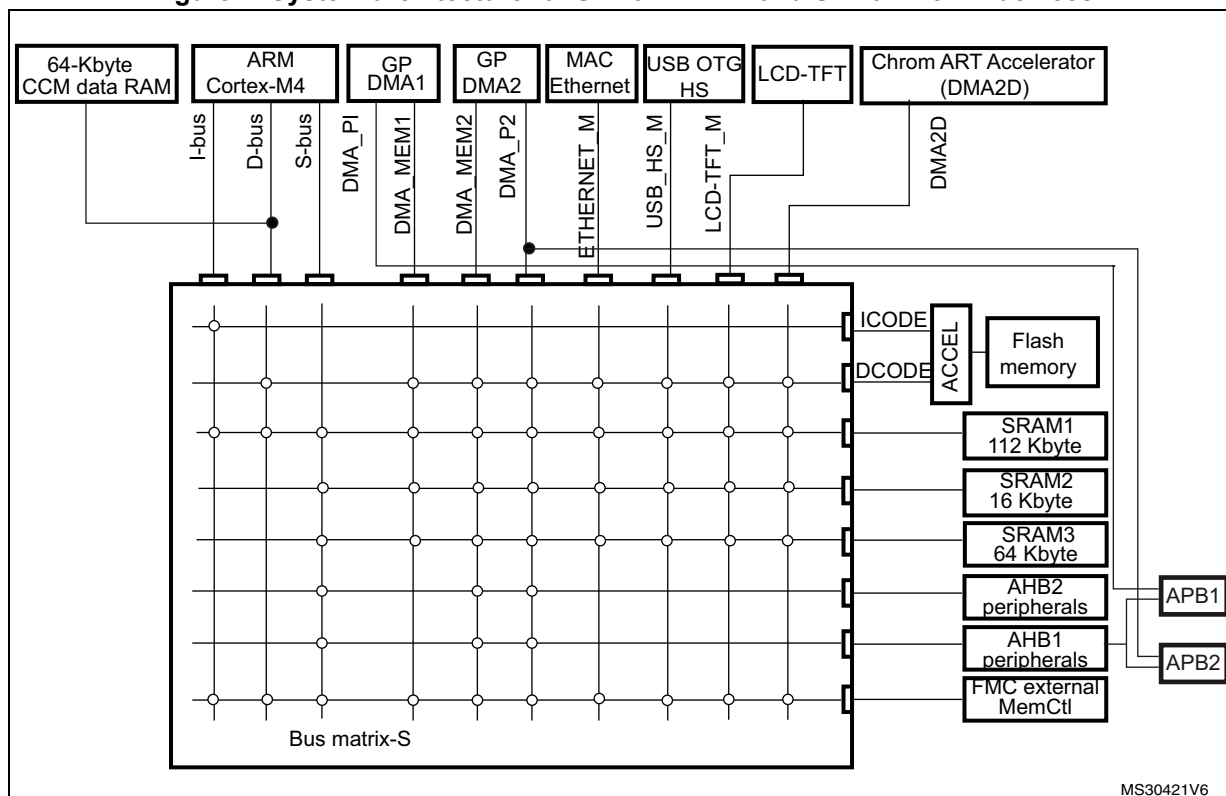 64-Kbyte
CCM data RAM
ARM
Cortex-M4
GP
DMA1
GP
DMA2
MAC
Ethernet
USB OTG
HS
LCD-TFT
Chrom ART Accelerator
(DMA2D)
I-bus
D-bus
S-bus
DMA_PI
DMA_MEM1
DMA_MEM2
DMA_P2
ETHERNET_M
USB_HS_M
LCD-TFT_M
DMA2D
ICODE
DCODE
ACCEL
Flash
memory
SRAM1
112 Kbyte
SRAM2
16 Kbyte
SRAM3
64 Kbyte
AHB2
peripherals
AHB1
peripherals
FMC external
MemCtl
APB1
APB2
Bus matrix-S
MS30421V6